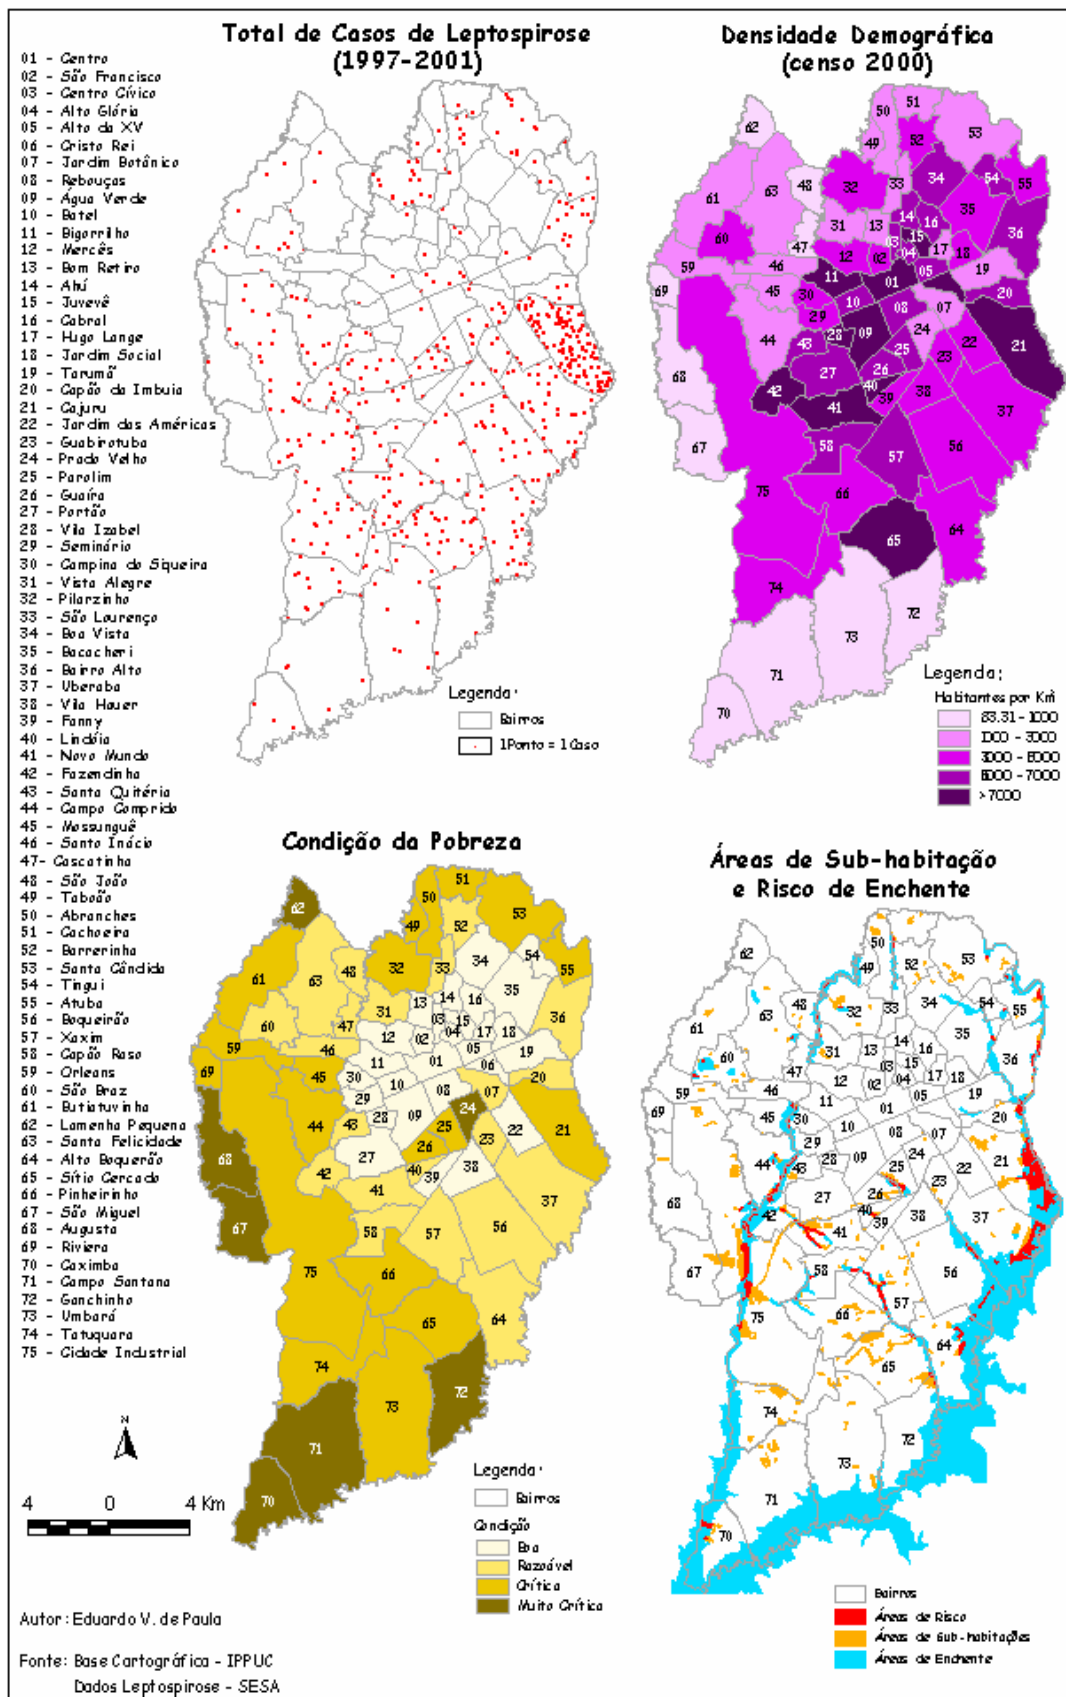 Total de Casos de Leptospirose
(1997-2001)
Densidade Demográfica
(censo 2000)
01 - Centro
02 - São Francisco
03 - Centro Cívico
04 - Alto Glória
05 - Alto da XV
06 - Cristo Rei
07 - Jardim Botânico
08 - Rebouças
09 - Água Verde
10 - Batel
11 - Bigorrilho
12 - Mercês
13 - Bom Retiro
14 - Ahú
15 - Juvevê
16 - Cabral
17 - Hugo Lange
18 - Jardim Social
19 - Tarumã
20 - Capão da Imbuia
21 - Cajuru
22 - Jardim das Américas
23 - Guabirotuba
24 - Prado Velho
25 - Parolim
26 - Guaíra
27 - Portão
28 - Vila Izabel
29 - Seminário
30 - Campina do Siqueira
31 - Vista Alegre
32 - Pilarzinho
33 - São Lourenço
34 - Boa Vista
35 - Bacacheri
36 - Bairro Alto
37 - Uberaba
38 - Vila Hauer
39 - Fanny
40 - Lindóia
41 - Novo Mundo
42 - Fazendinha
43 - Santa Quitéria
44 - Campo Comprido
45 - Mossunguê
46 - Santo Inácio
47- Cascatinha
48 - São João
49 - Taboão
50 - Abranches
51 - Cachoeira
52 - Barreirinha
53 - Santa Cândida
54 - Tingui
55 - Atuba
56 - Boqueirão
57 - Xaxim
58 - Capão Raso
59 - Orleans
60 - São Braz
61 - Butiatuvinha
62 - Lamenha Pequena
63 - Santa Felicidade
64 - Alto Boquerão
65 - Sítio Cercado
66 - Pinheirinho
67 - São Miguel
68 - Augusta
69 - Riviera
70 - Caximba
71 - Campo Santana
72 - Ganchinho
73 - Umbará
74 - Tatuquara
75 - Cidade Industrial
Legenda:
Bairros
1 Ponto = 1 Caso
Legenda:
Habitantes por Km²
83.31 - 1000
1000 - 3000
3000 - 5000
5000 - 7000
>7000
Condição da Pobreza
Áreas de Sub-habitação
e Risco de Enchente
N
4 0 4 Km
Legenda:
Bairros
Condição
Boa
Razoável
Crítica
Muito Crítica
Bairros
Áreas de Risco
Áreas de Sub-habitações
Áreas de Enchente
Autor: Eduardo V. de Paula
Fonte: Base Cartográfica - IPPUC
Dados Leptospirose - SESA